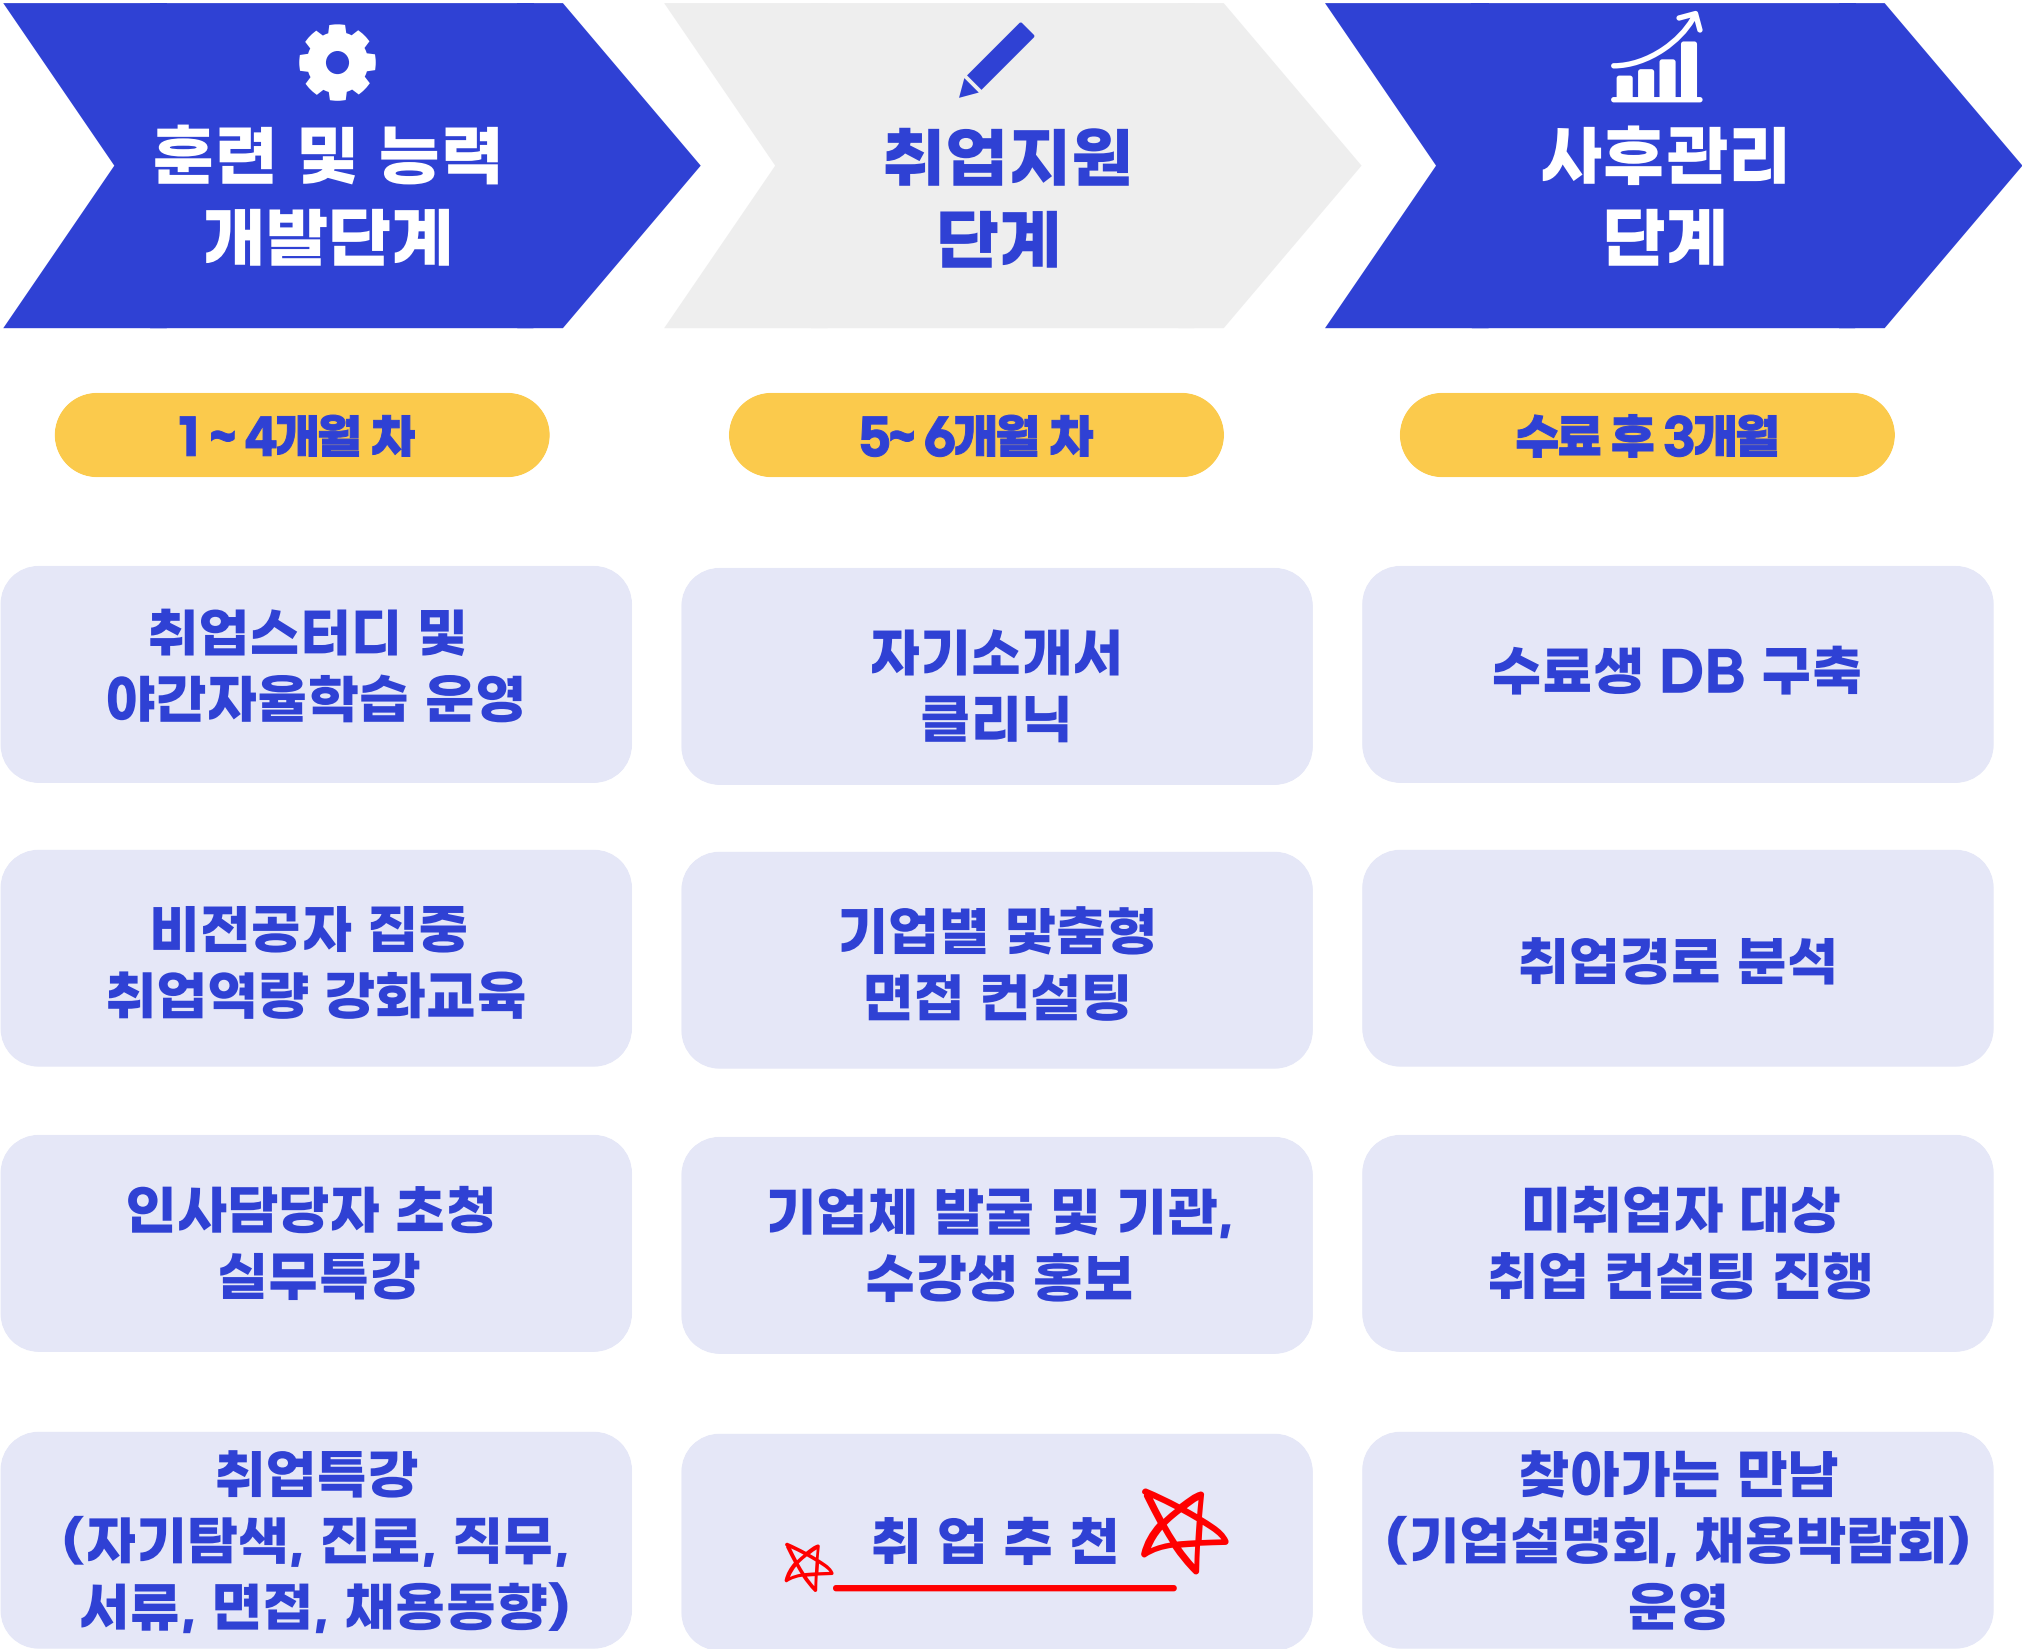 훈련 및 능력
개발단계
취업지원
단계
사후관리
단계
1 ~ 4개월 차
5~ 6개월 차
수료 후 3개월
취업스터디 및
야간자율학습 운영
자기소개서
클리닉
수료생 DB 구축
비전공자 집중
취업역량 강화교육
기업별 맞춤형
면접 컨설팅
취업경로 분석
인사담당자 초청
실무특강
기업체 발굴 및 기관,
수강생 홍보
미취업자 대상
취업 컨설팅 진행
취업특강
(자기탐색, 진로, 직무,
서류, 면접, 채용동향)
취 업 추 천
찾아가는 만남
(기업설명회, 채용박람회)
운영